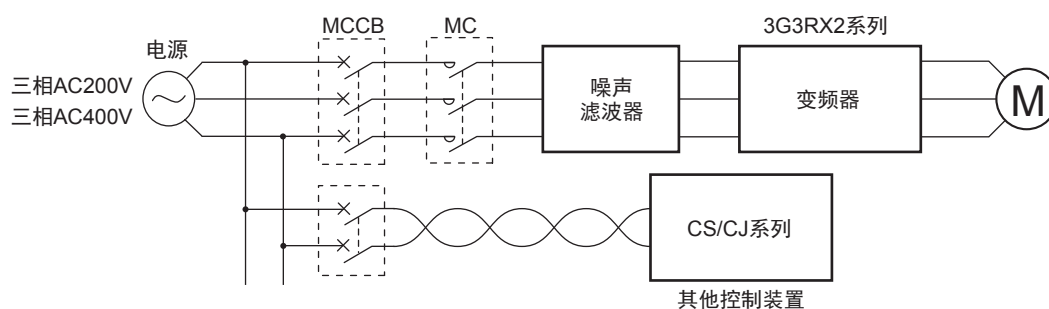 MCCB
MC
3G3RX2系列
电源
三相AC200V
三相AC400V
噪声
滤波器
变频器
M
CS/CJ系列
其他控制装置